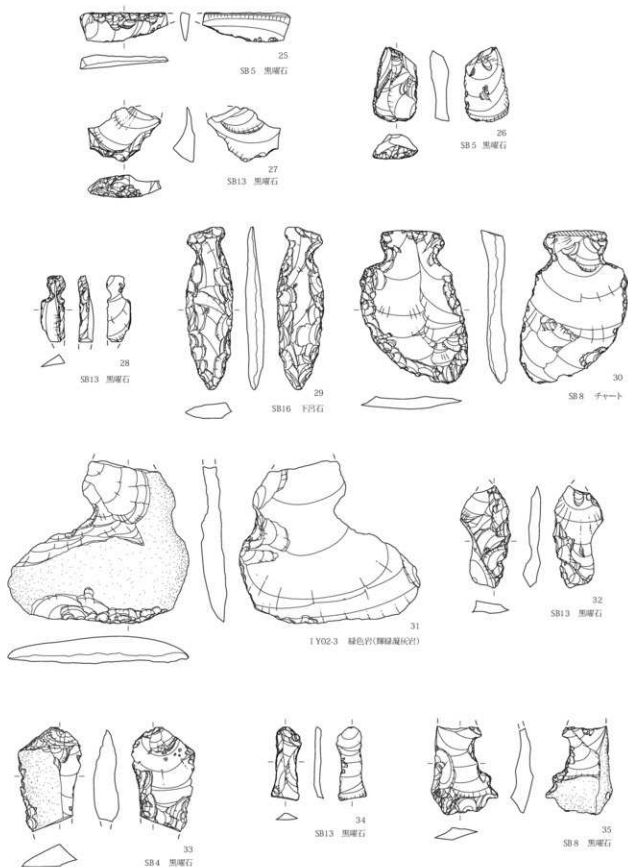 25
SB5 黒曜石
26
SB5 黒曜石
27
SB13 黒曜石
28
SB13 黒曜石
29
SB16 下呂石
30
SB8 チャート
31
IY02-3 緑色岩(輝緑凝灰岩)
32
SB13 黒曜石
33
SB4 黒曜石
34
SB13 黒曜石
35
SB8 黒曜石